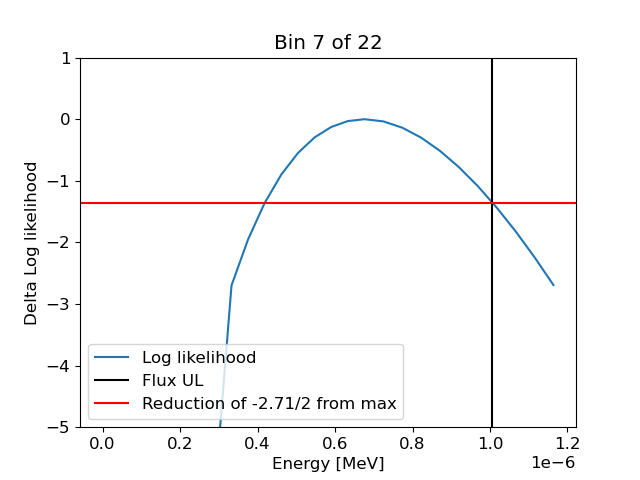 Bin 7 of 22
1
0
−1
−2
−3
−4
−5
Delta Log likelihood
Log likelihood
Flux UL
Reduction of -2.71/2 from max
0.0 0.2 0.4 0.6 0.8 1.0 1.2
1e−6
Energy [MeV]